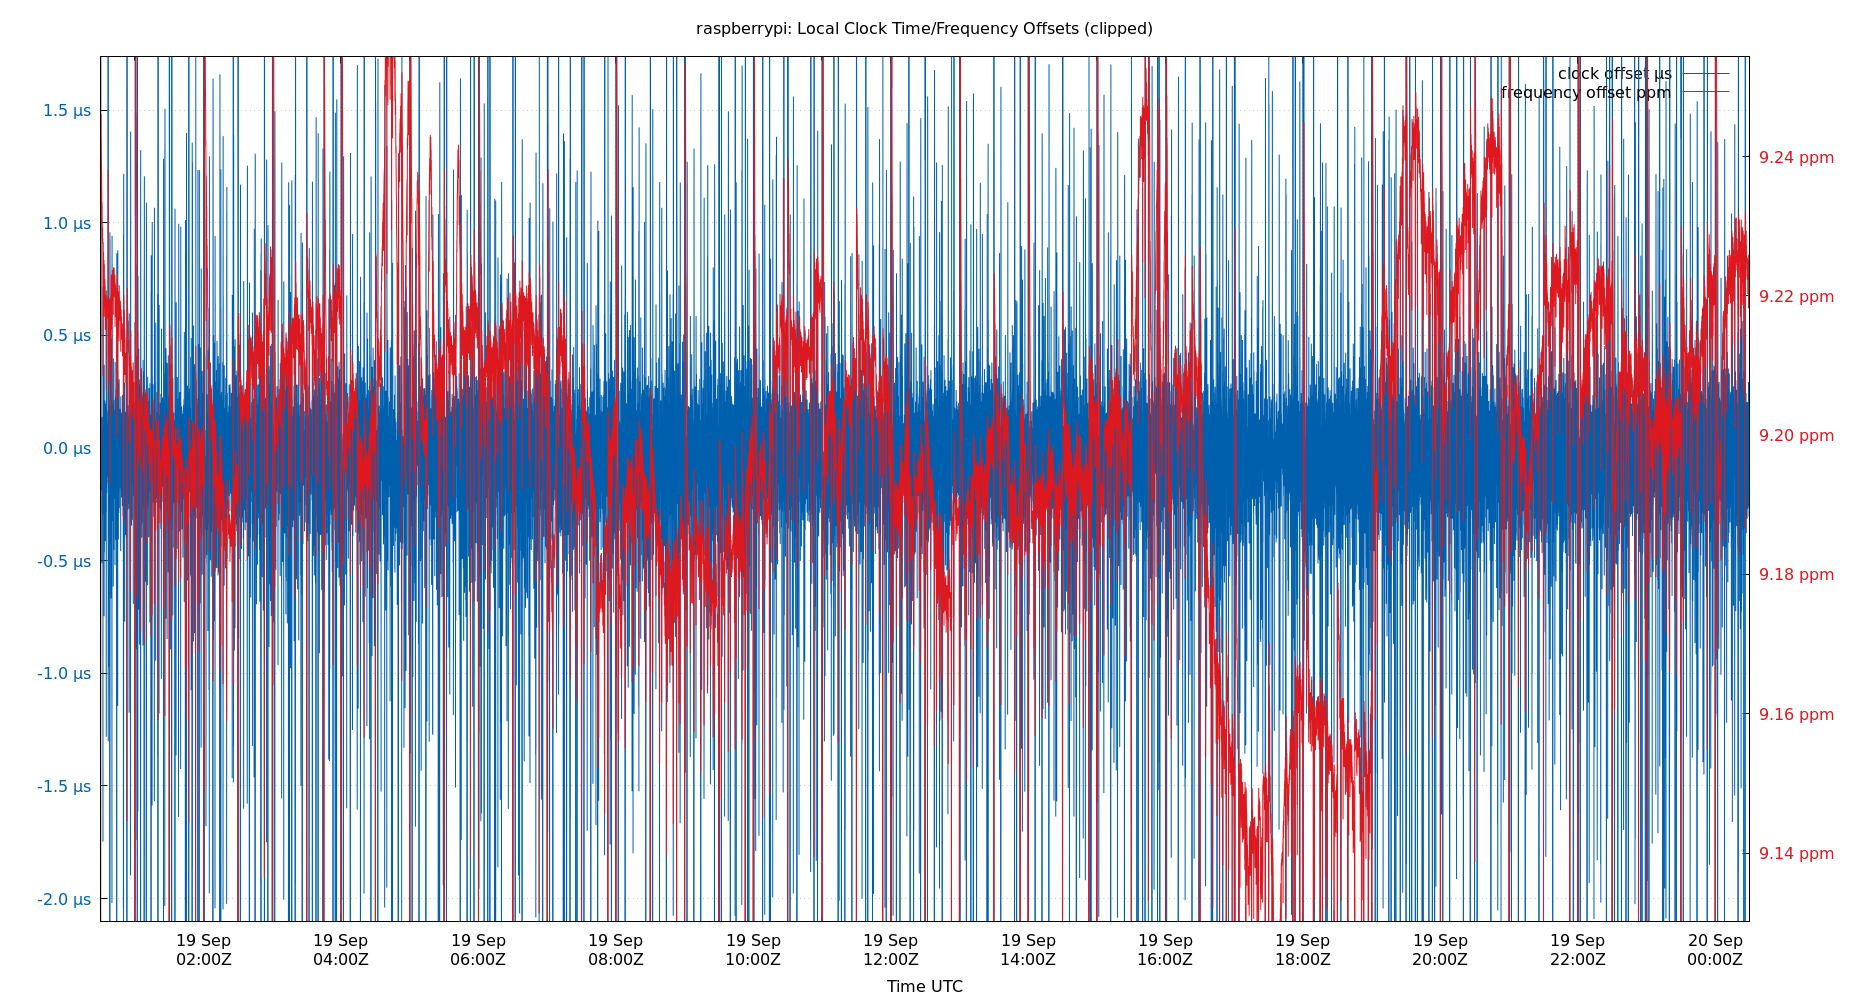 raspberrypi: Local Clock Time/Frequency Offsets (clipped)
clock offset µs
frequency offset ppm
1.5 µs
1.0 µs
0.5 µs
0.0 µs
-0.5 µs
-1.0 µs
-1.5 µs
-2.0 µs
9.24 ppm
9.22 ppm
9.20 ppm
9.18 ppm
9.16 ppm
9.14 ppm
19 Sep 19 Sep 19 Sep 19 Sep 19 Sep 19 Sep 19 Sep 19 Sep 19 Sep 19 Sep 19 Sep 20 Sep
02:00Z 04:00Z 06:00Z 08:00Z 10:00Z 12:00Z 14:00Z 16:00Z 18:00Z 20:00Z 22:00Z 00:00Z
Time UTC